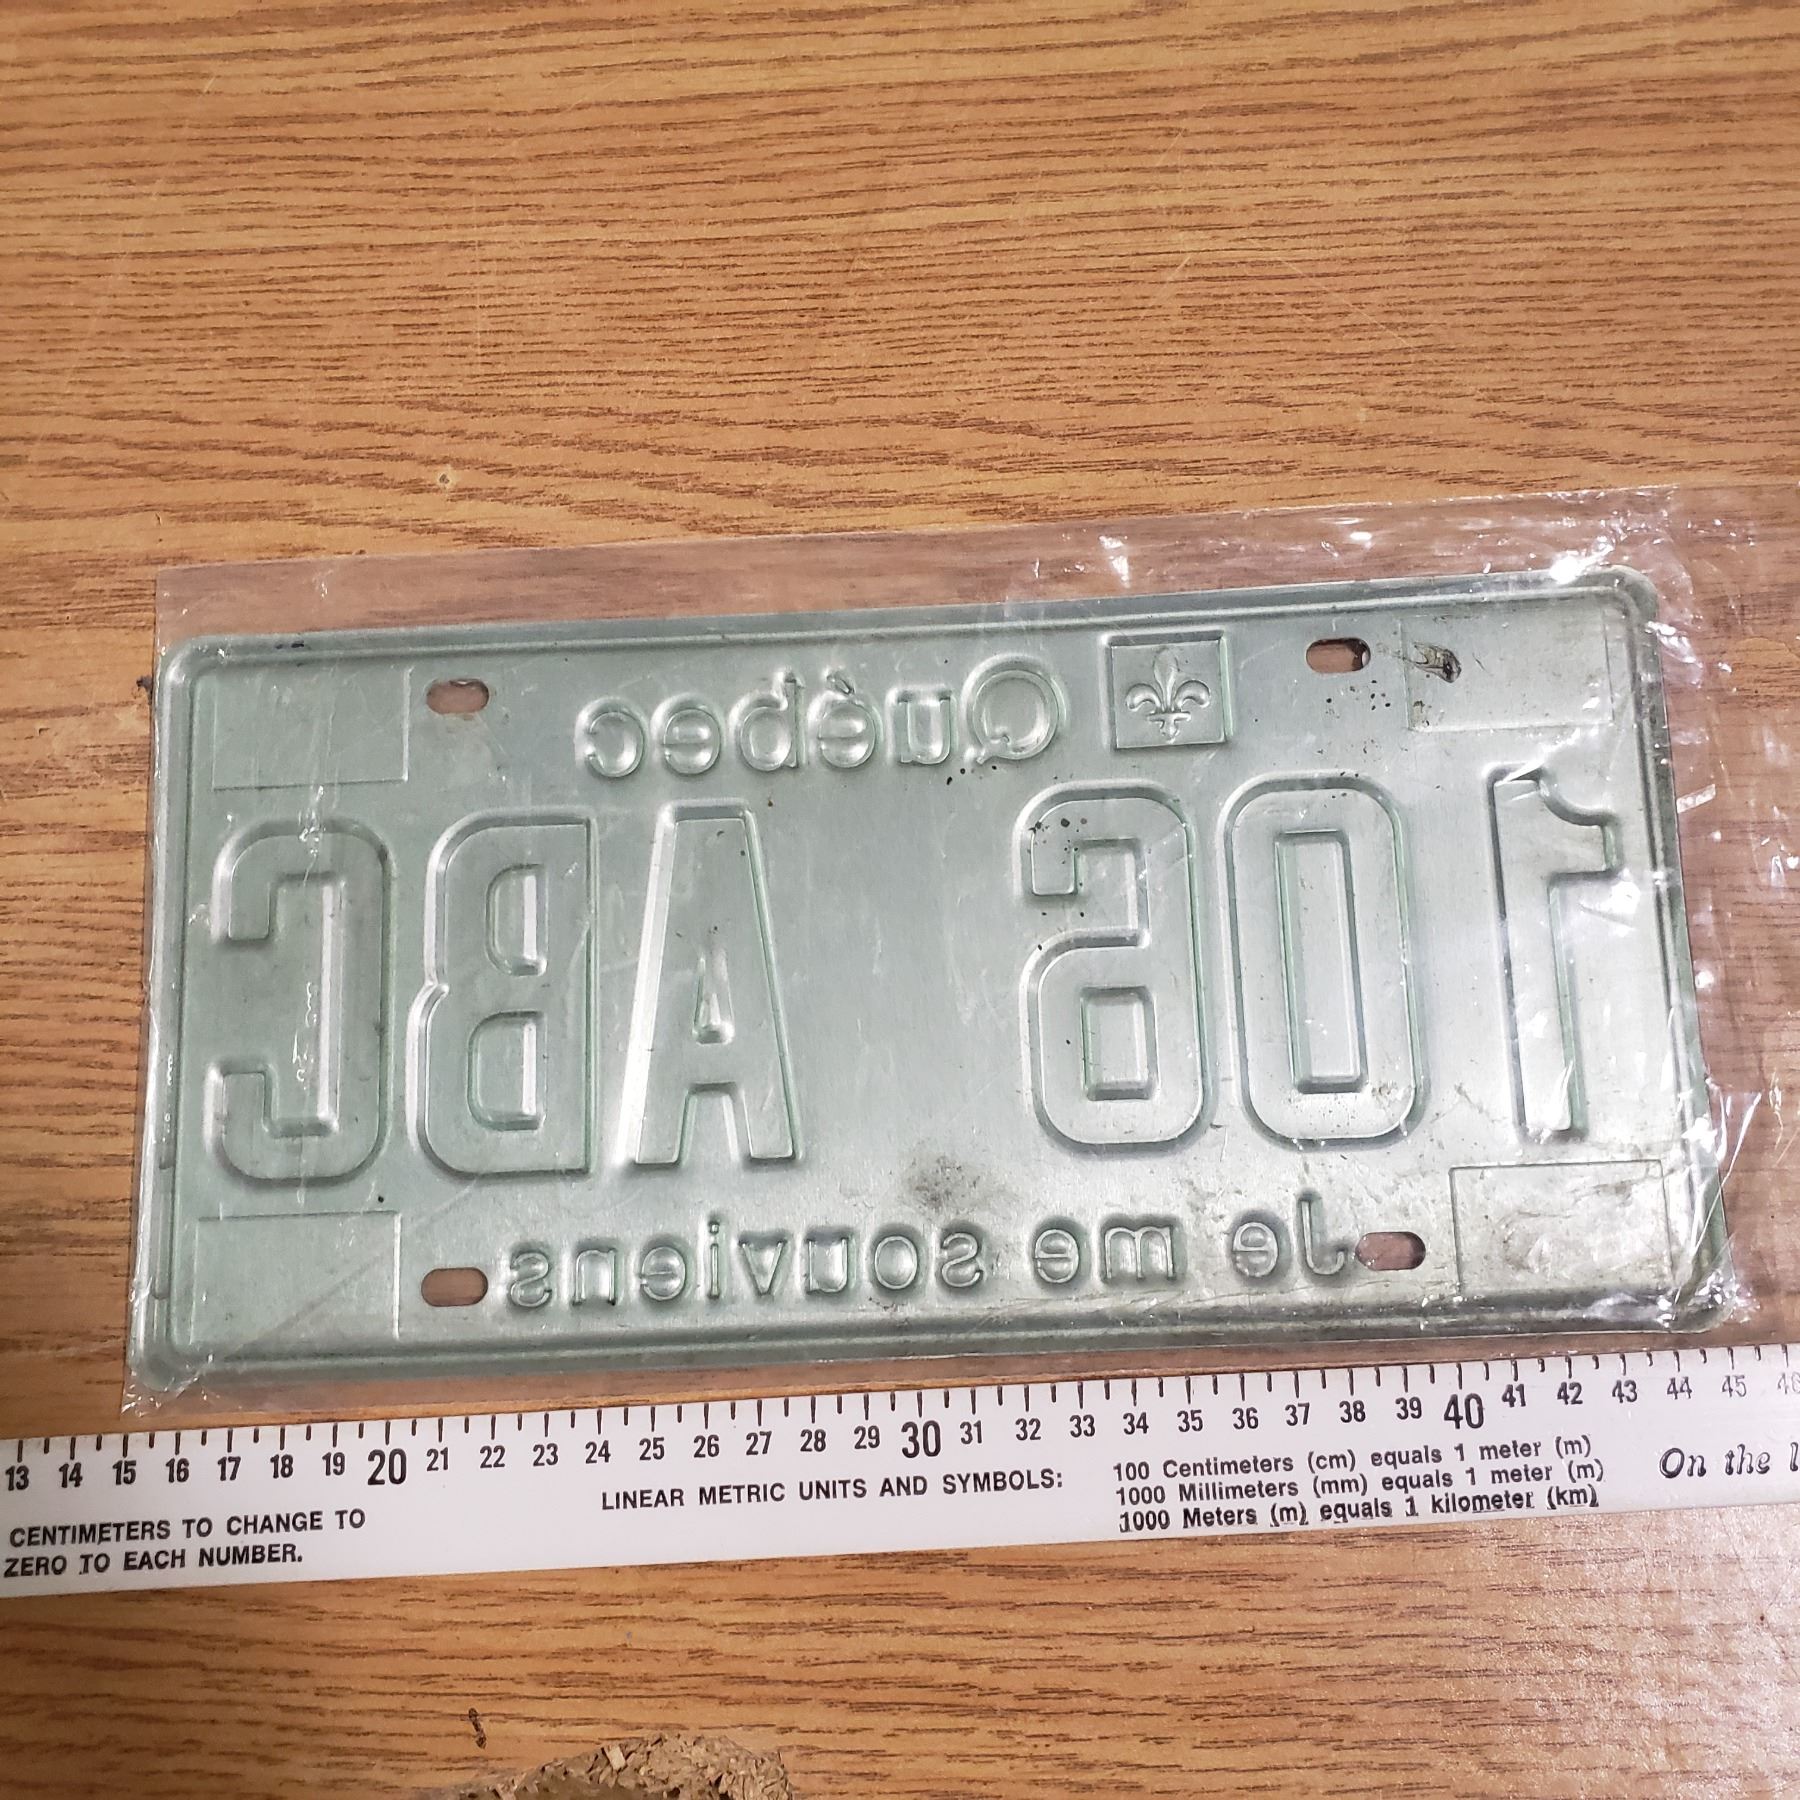 Québec
106 ABC
Je me souviens
13 14 15 16 17 18 19 20 21 22 23 24 25 26 27 28 29 30 31 32 33 34 35 36 37 38 39 40 41 42 43 44 45 46
CENTIMETERS TO CHANGE TO
ZERO TO EACH NUMBER.
LINEAR METRIC UNITS AND SYMBOLS:
100 Centimeters (cm) equals 1 meter (m)
1000 Millimeters (mm) equals 1 meter (m)
1000 Meters (m) equals 1 kilometer (km)
On the